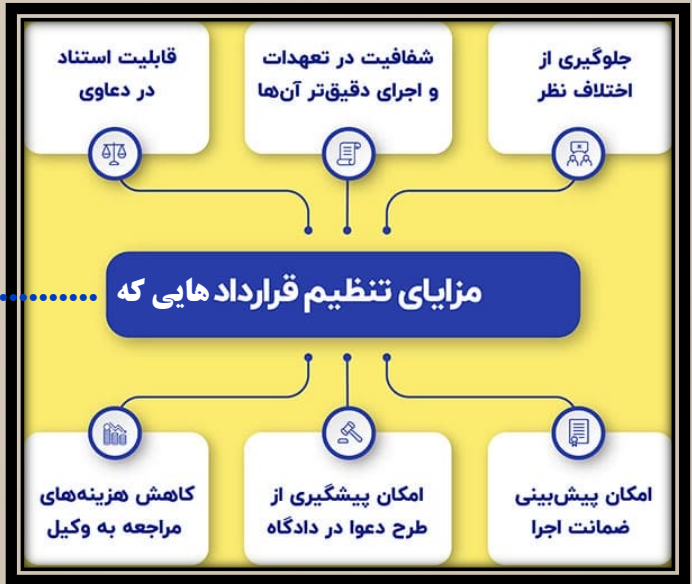 جلوگیری از
اختلاف نظر
شفافیت در تعهدات
و اجرای دقیق‌تر آن‌ها
قابلیت استناد
در دعاوی
مزایای تنظیم قرارداد هایی که ...........
امکان پیش‌بینی
ضمانت اجرا
امکان پیشگیری از
طرح دعوا در دادگاه
کاهش هزینه‌های
مراجعه به وکیل